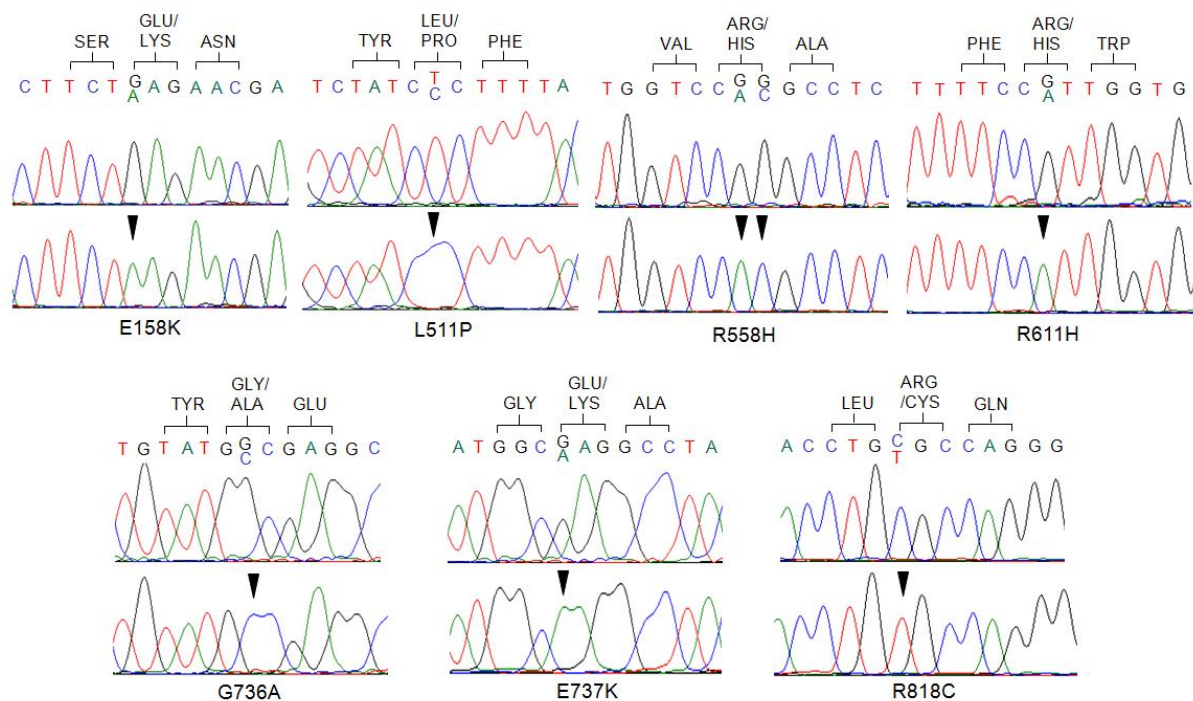 GLU/
SER LYS ASN
C T T C T G A G A A C G A
A
E158K
LEU/
TYR PRO PHE
T C T A T C T C T T T T A
C
L511P
ARG/
VAL HIS ALA
T G G T C C G G G C C T C
A C
R558H
ARG/
PHE HIS TRP
T T T T C C G T T G G T G
A
R611H
GLY/
TYR ALA GLU
T G T A T G G C G A G G C
C
G736A
GLU/
GLY LYS ALA
A T G G C G A G G C C T A
A
E737K
ARG
LEU /CYS GLN
A C C T G C G C C A G G G
T
R818C